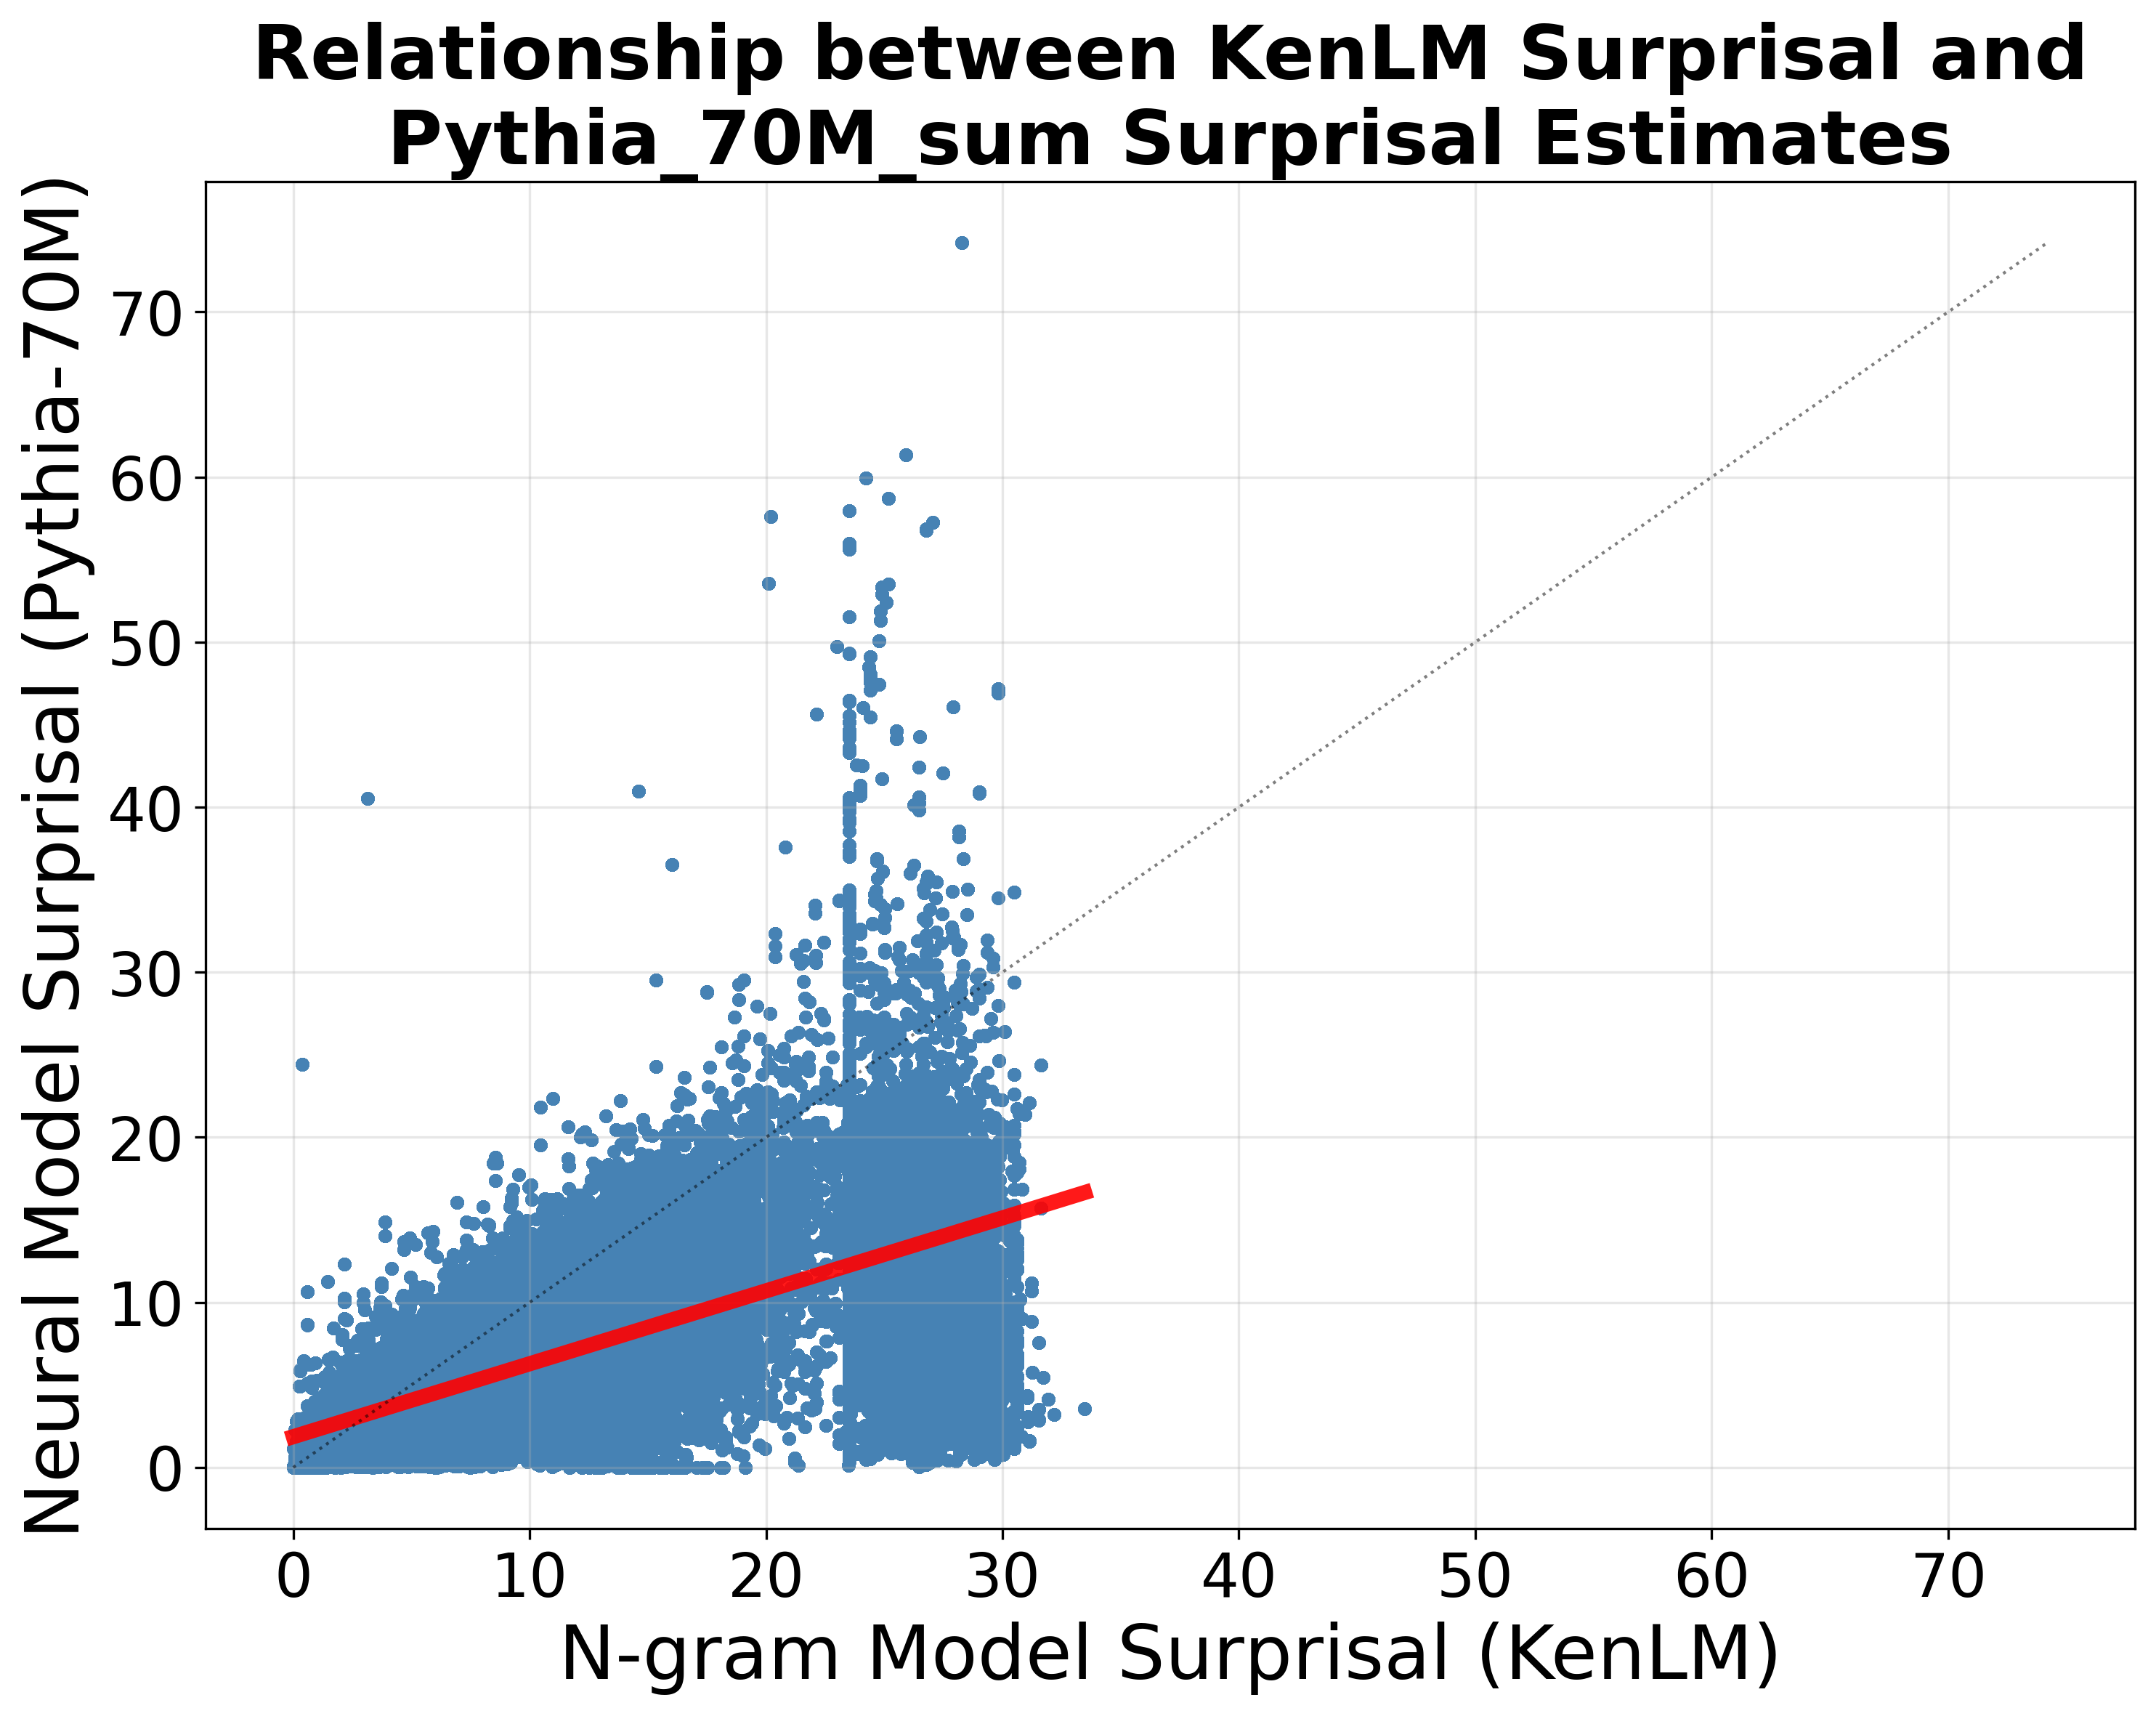 Relationship between KenLM Surprisal and
Pythia_70M_sum Surprisal Estimates
Neural Model Surprisal (Pythia-70M)
70
60
50
40
30
20
10
0
0 10 20 30 40 50 60 70
N-gram Model Surprisal (KenLM)